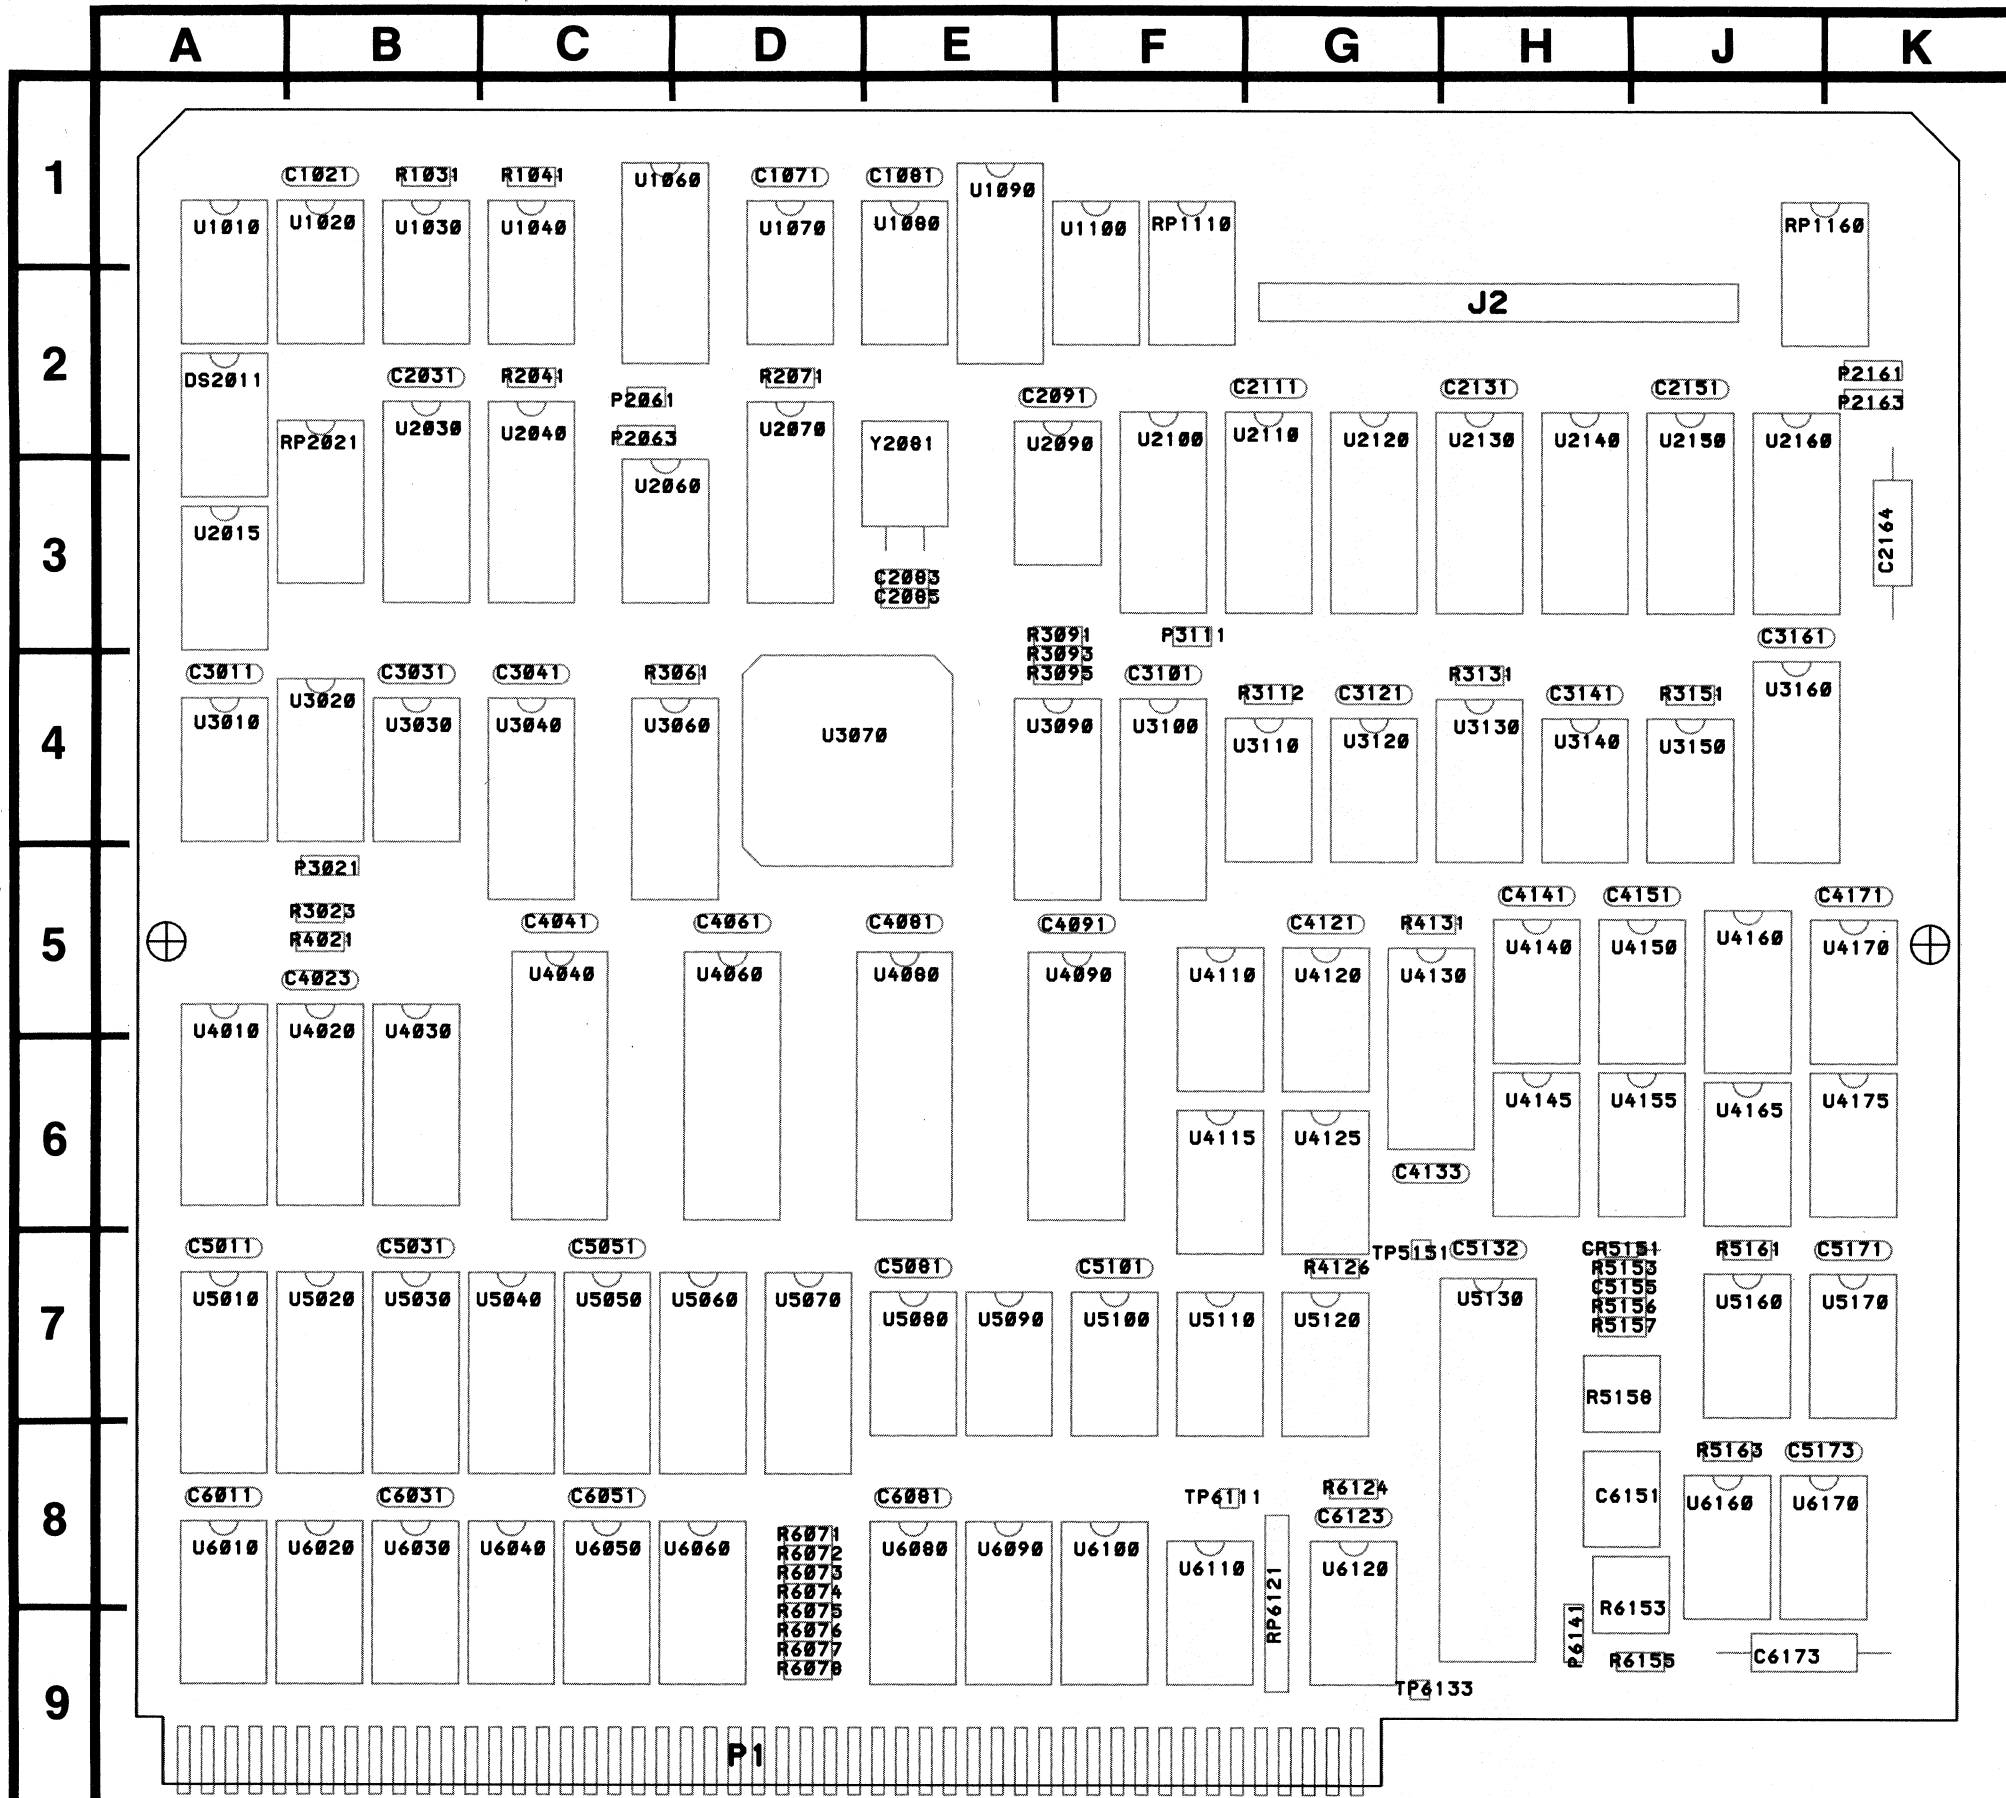 A B C D E F G H J K
1
C1021 R1031 R1041 U1060 C1071 C1081 U1090
U1010 U1020 U1030 U1040 U1070 U1080 U1100 RP1110 RP1160
J2
2
DS2011 C2031 R2041 P2061 R2071 C2091 C2111 C2131 C2151 P2161
P2163
RP2021 U2030 U2040 P2063 U2070 Y2081 U2090 U2100 U2110 U2120 U2130 U2140 U2150 U2160
U2060
3
U2015 C2164
C2083
C2085
R3091 P3111 C3161
R3093
C3011 C3031 C3041 R3061 R3095 C3101 R3131
R3112 C3121 C3141 R3151 U3160
4
U3010 U3020 U3030 U3040 U3060 U3070 U3090 U3100 U3110 U3120 U3130 U3140 U3150
P3021
R3023 C4041 C4061 C4081 C4091 C4121 R4131 C4141 C4151 C4171
5
R4021 U4110 U4120 U4130 U4140 U4150 U4160 U4170
C4023 U4040 U4060 U4080 U4090
U4010 U4020 U4030
6
U4115 U4125 U4145 U4155 U4165 U4175
C4133
C5011 C5031 C5051 TP5151 C5132 CR5151 R5161 C5171
C5081 C5101 R4126 R5153
C5155
7
U5010 U5020 U5030 U5040 U5050 U5060 U5070 U5130 R5156 U5160 U5170
U5080 U5090 U5100 U5110 U5120 R5157
R5158
R5163 C5173
C6011 C6031 C6051 C6081 TP6111 R6124 C6151 U6160 U6170
8
C6123
R6071
U6010 U6020 U6030 U6040 U6050 U6060 R6072 U6080 U6090 U6100
R6073 U6110 U6120
R6074
R6075 RP6121 P6141 R6153
R6076
R6077
R6078 R6155 C6173
9
TP6133
P1